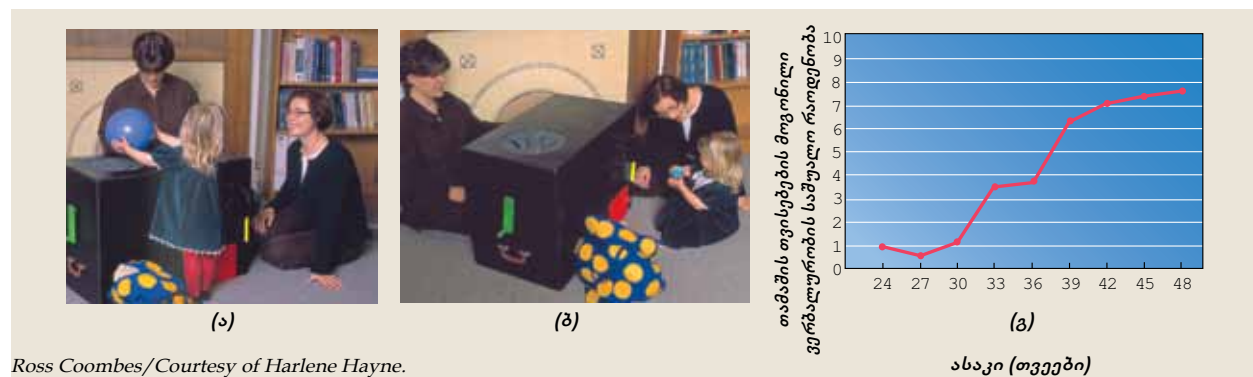 (ა)
(ბ)
Ross Coombes/Courtesy of Harlene Hayne.
თამაშის თვისებების მოგონილი
ვერბალურობის საშუალო რაოდენობა
10
9
8
7
6
5
4
3
2
1
0
24 27 30 33 36 39 42 45 48
(გ)
ასაკი (თვეები)